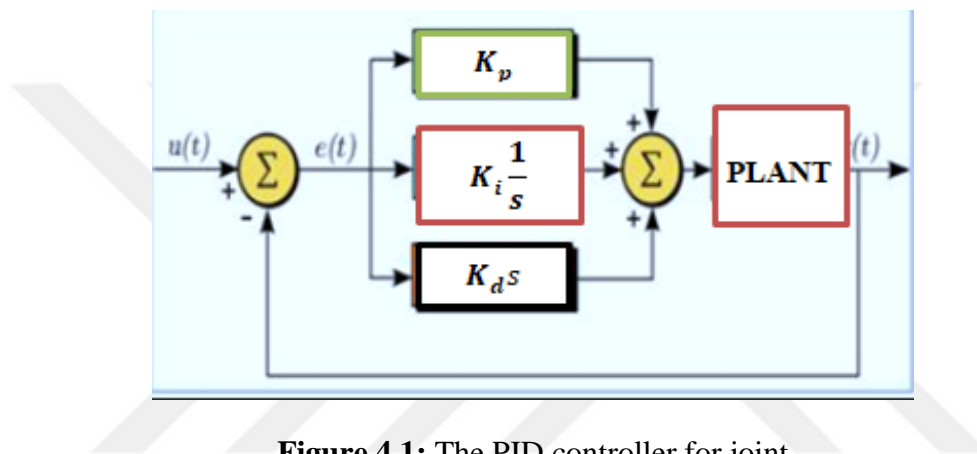 K_p
u(t) e(t) K_i 1/s PLANT (t)
+ - + + + Σ Σ
K_d s
Figure 4.1: The PID controller for joint